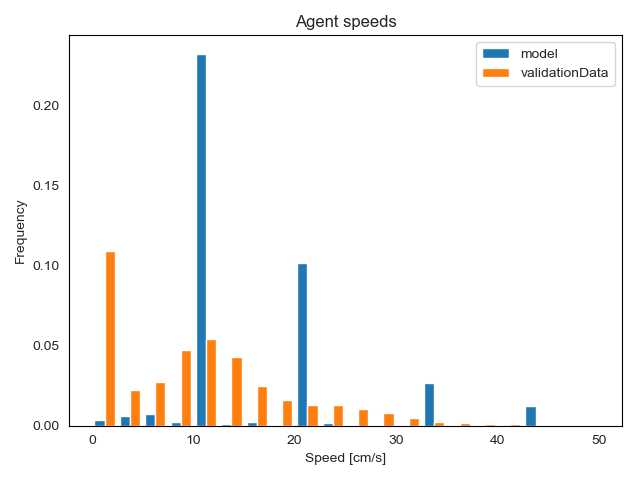 Agent speeds
model
validationData
0.20
0.15
0.10
0.05
0.00
Frequency
0 10 20 30 40 50
Speed [cm/s]